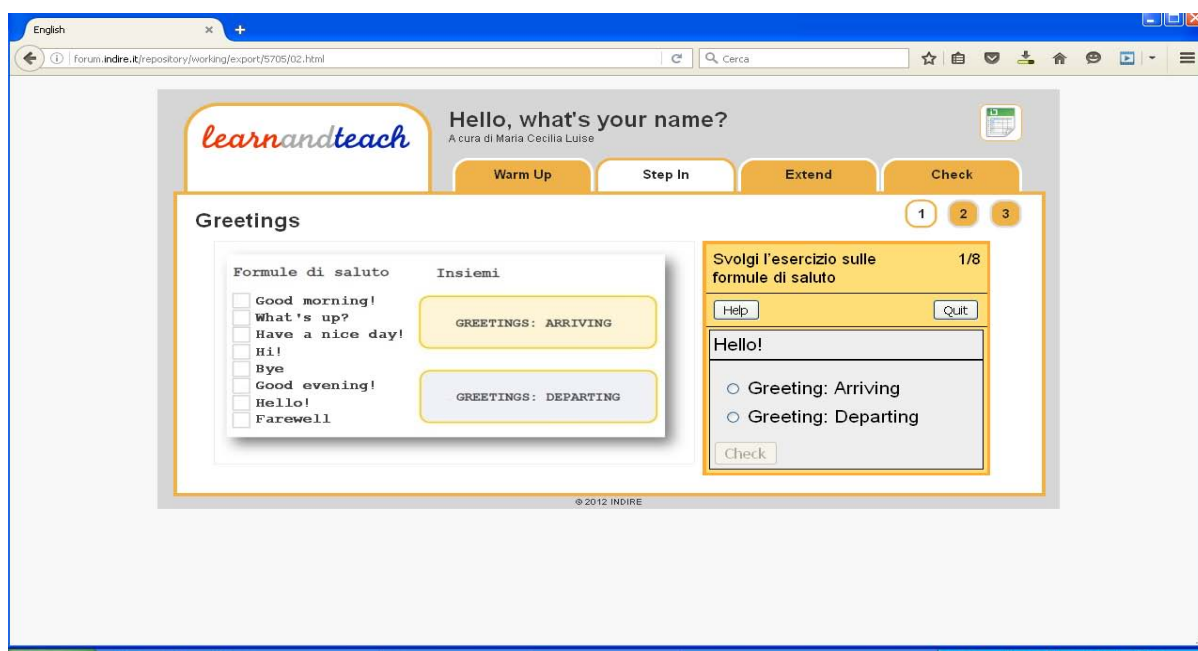 English
forum.indire.it/repository/working/export/5705/02.html
Cerca
learnandteach
Hello, what's your name?
A cura di Maria Cecilia Luise
Warm Up
Step In
Extend
Check
Greetings
1
2
3
Formule di saluto
Insiemi
Good morning!
What's up?
Have a nice day!
Hi!
Bye
Good evening!
Hello!
Farewell
GREETINGS: ARRIVING
GREETINGS: DEPARTING
Svolgi l'esercizio sulle
formule di saluto
1/8
Help
Quit
Hello!
Greeting: Arriving
Greeting: Departing
Check
© 2012 INDIRE